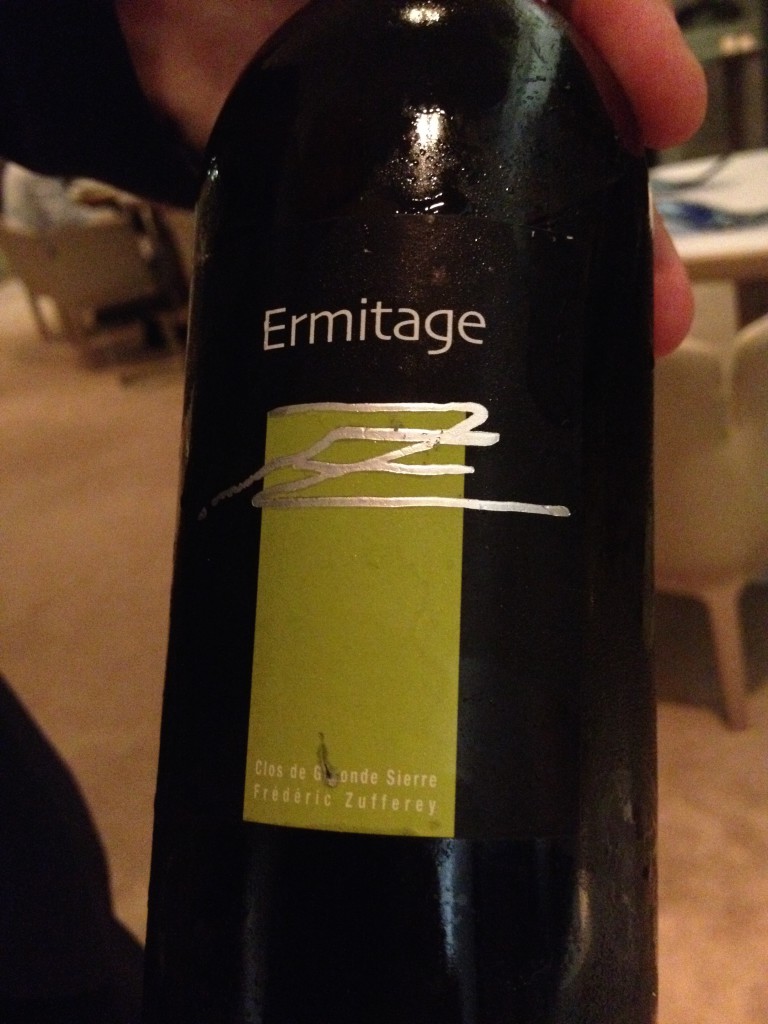 Ermitage
Clos de Sierre
Frédéric Zufferey